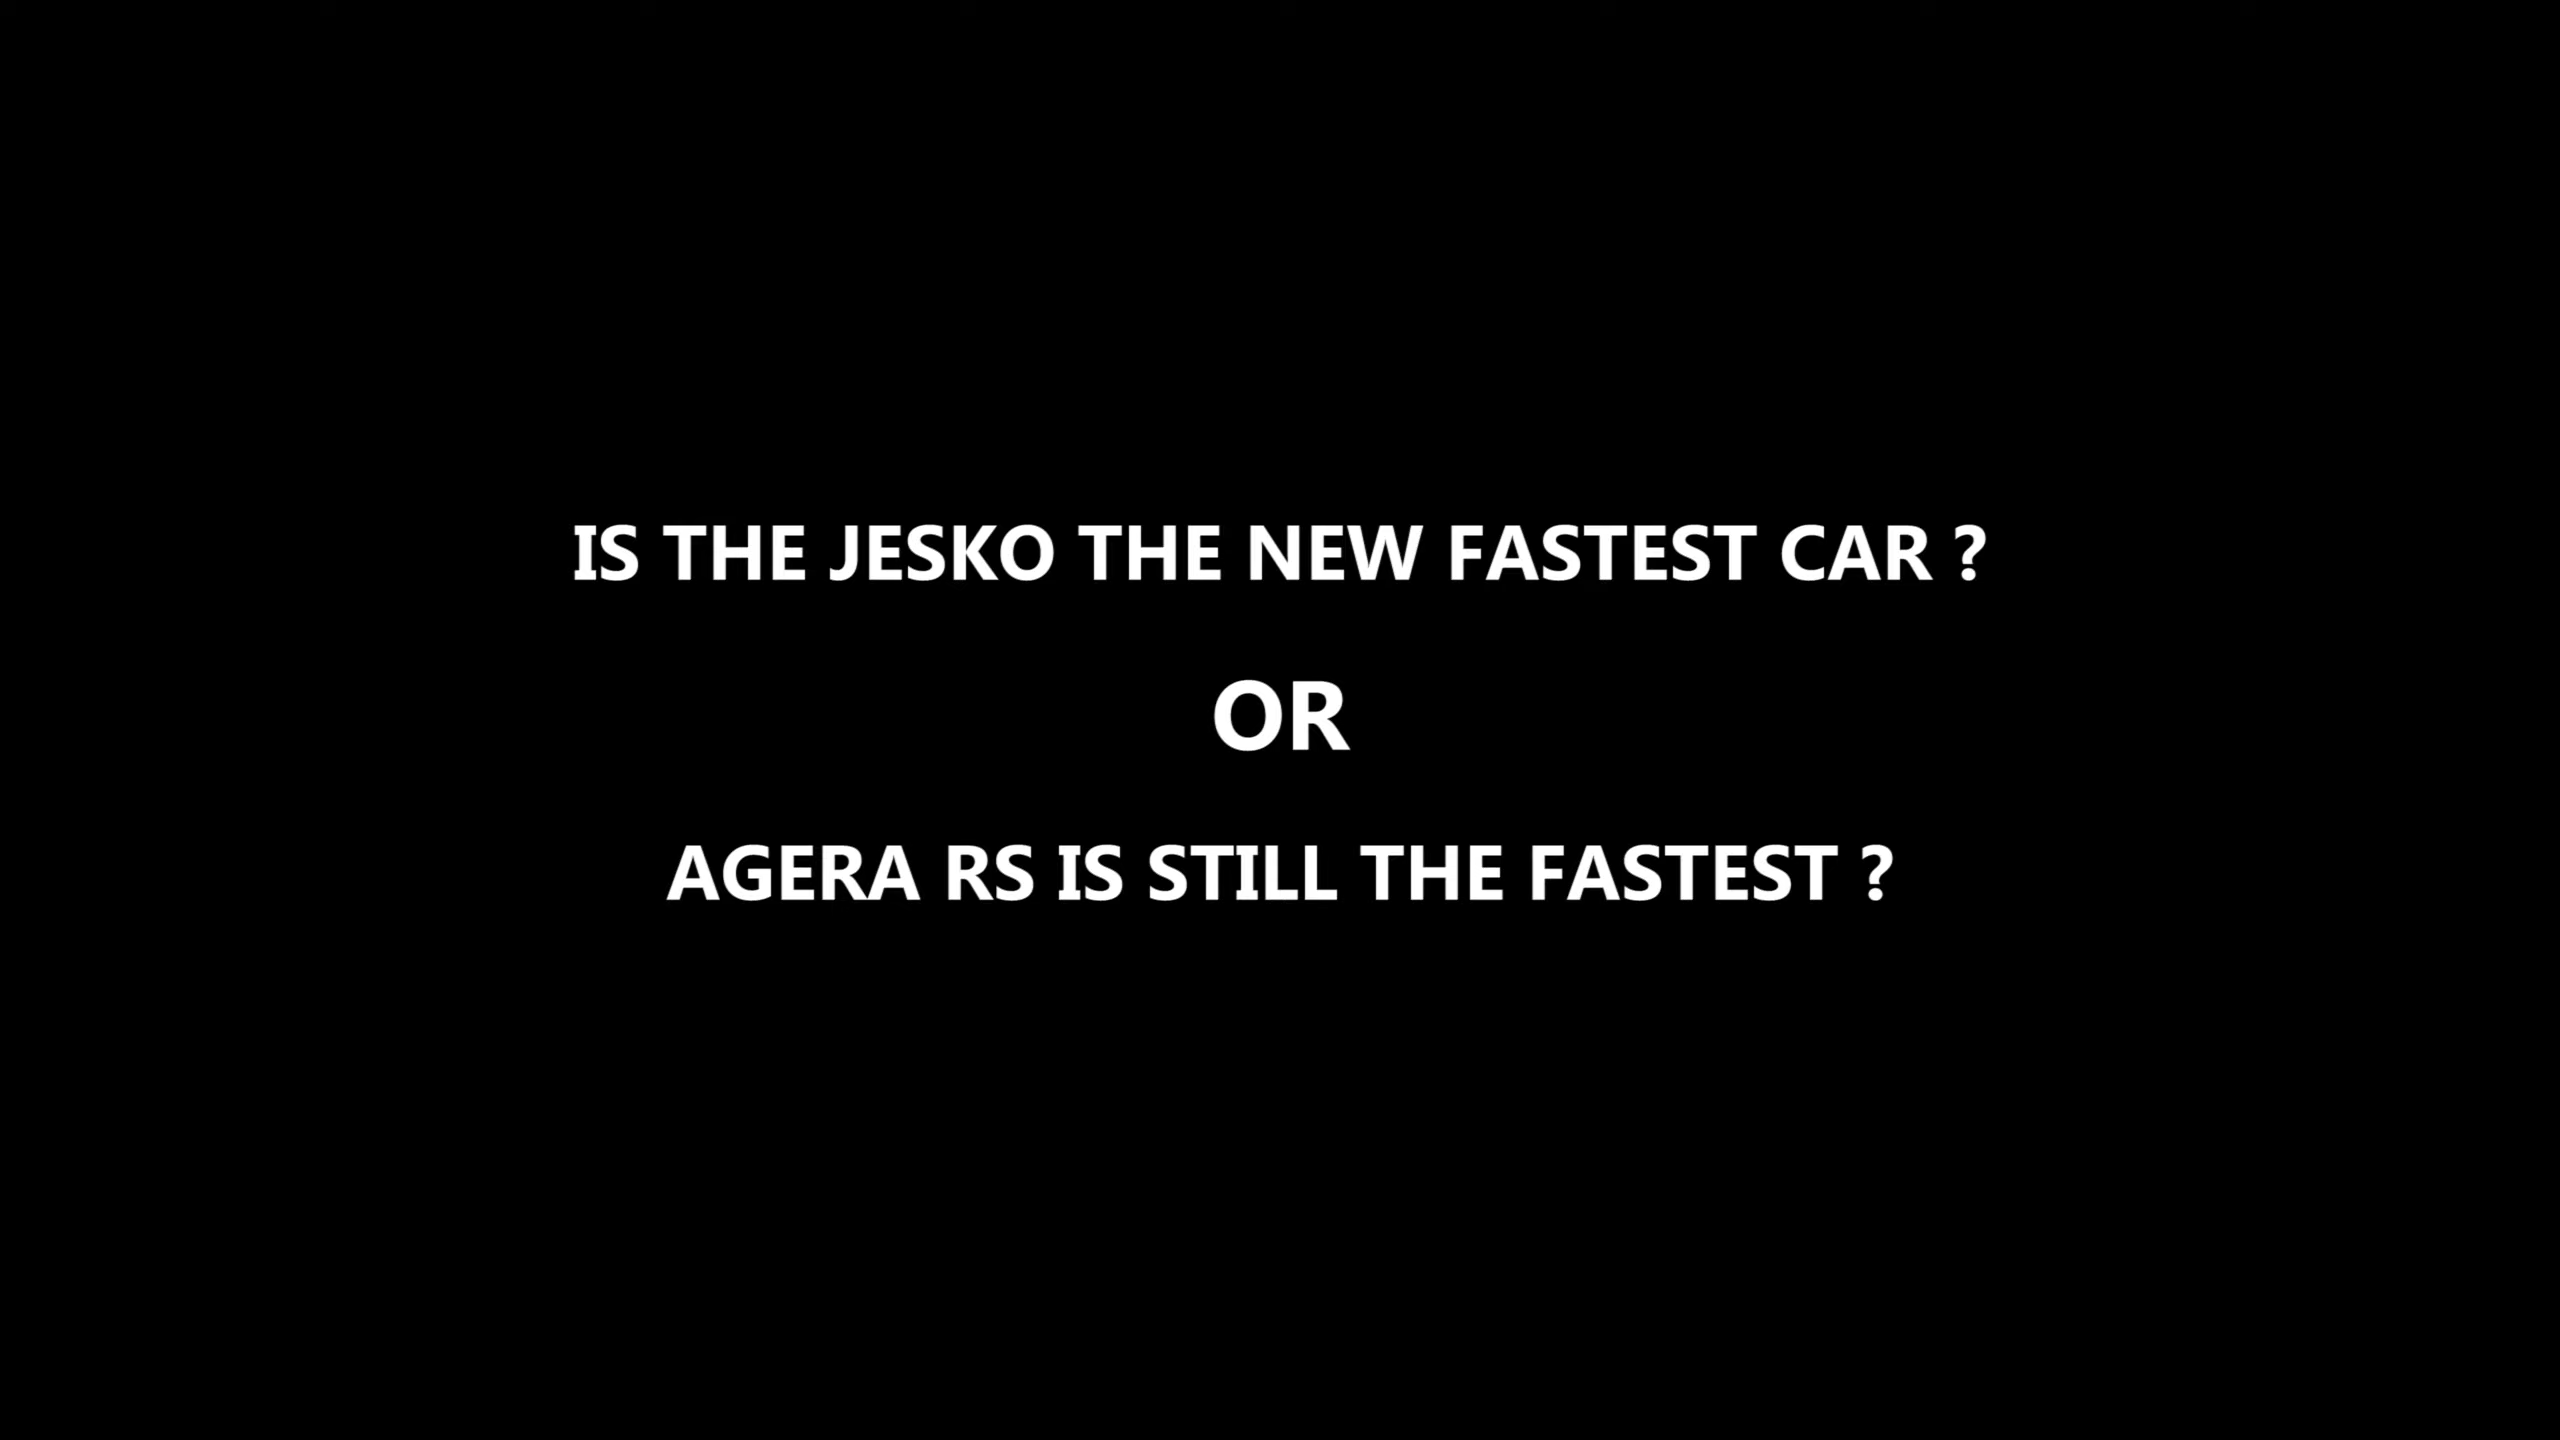 IS THE JESKO THE NEW FASTEST CAR ?
OR
AGERA RS IS STILL THE FASTEST ?